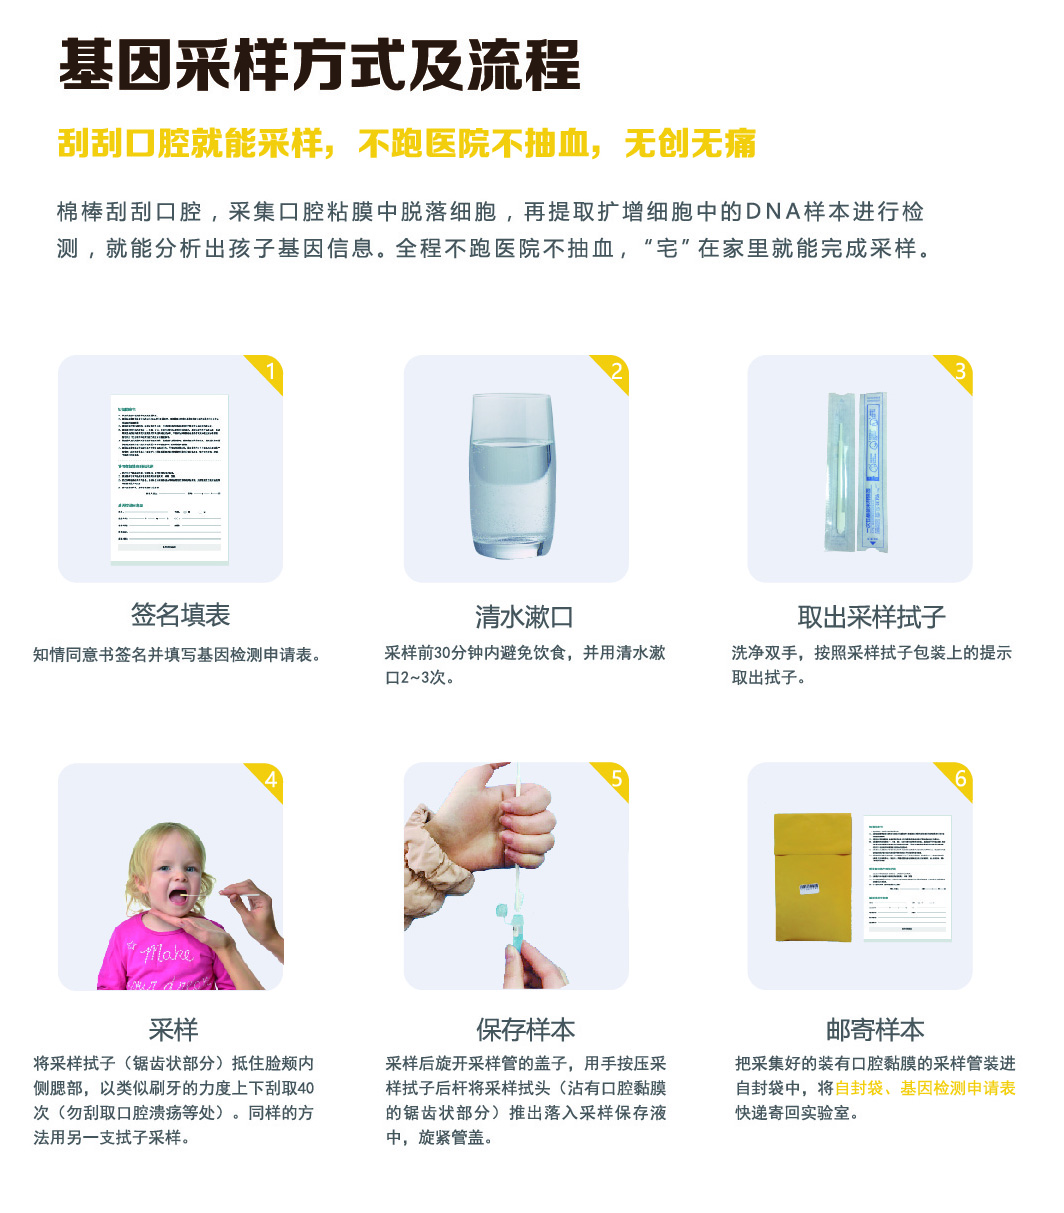 基因采样方式及流程
刮刮口腔就能采样，不跑医院不抽血，无创无痛
棉棒刮刮口腔，采集口腔粘膜中脱落细胞，再提取扩增细胞中的DNA样本进行检
测，就能分析出孩子基因信息。全程不跑医院不抽血，“宅”在家里就能完成采样。
1
2
3
签名填表
知情同意书签名并填写基因检测申请表。
清水漱口
采样前30分钟内避免饮食，并用清水漱
口2~3次。
取出采样拭子
洗净双手，按照采样拭子包装上的提示
取出拭子。
4
5
6
Make
采样
将采样拭子（锯齿状部分）抵住脸颊内
侧腮部，以类似刷牙的力度上下刮取40
次（勿刮取口腔溃疡等处）。同样的方
法用另一支拭子采样。
保存样本
采样后旋开采样管的盖子，用手按压采
样拭子后杆将采样拭头（沾有口腔黏膜
的锯齿状部分）推出落入采样保存液
中，旋紧管盖。
邮寄样本
把采集好的装有口腔黏膜的采样管装进
自封袋中，将自封袋、基因检测申请表
快递寄回实验室。